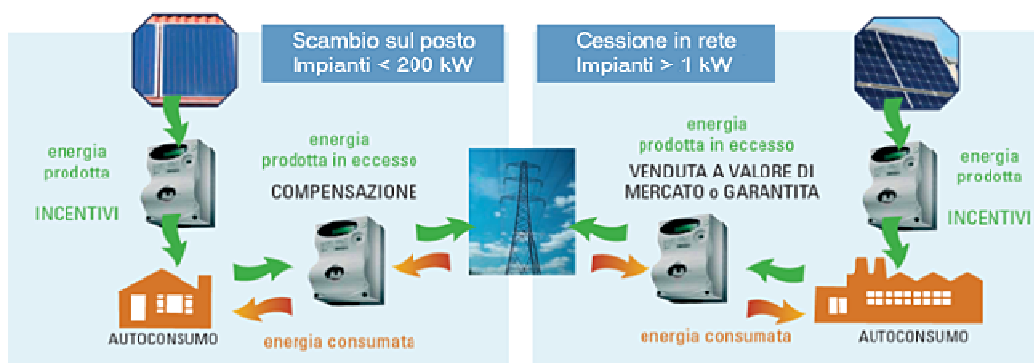 Scambio sul posto
Impianti < 200 kW
energia
prodotta
INCENTIVI
energia
prodotta in eccesso
COMPENSAZIONE
AUTOCONSUMO
energia consumata
Cessione in rete
Impianti > 1 kW
energia
prodotta in eccesso
VENDUTA A VALORE DI
MERCATO o GARANTITA
energia
prodotta
INCENTIVI
energia consumata
AUTOCONSUMO